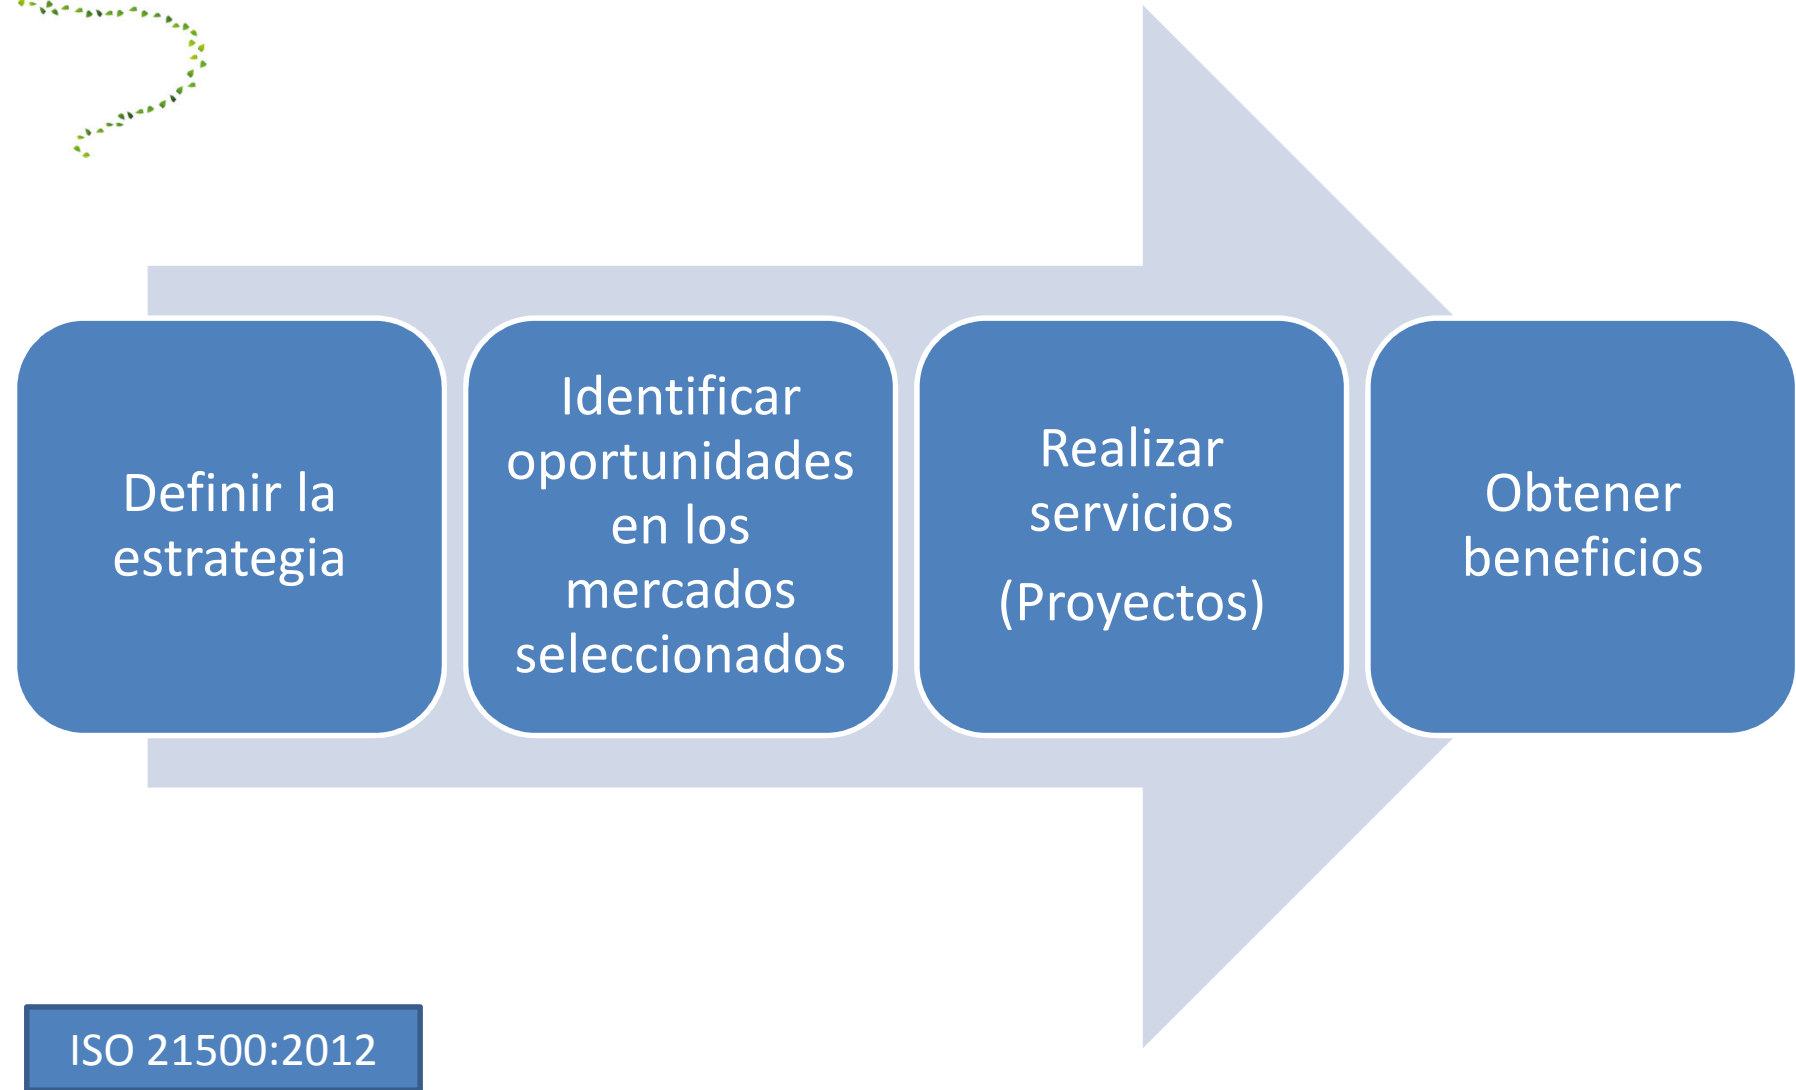 Definir la
estrategia
Identificar
oportunidades
en los
mercados
seleccionados
Realizar
servicios
(Proyectos)
Obtener
beneficios
ISO 21500:2012